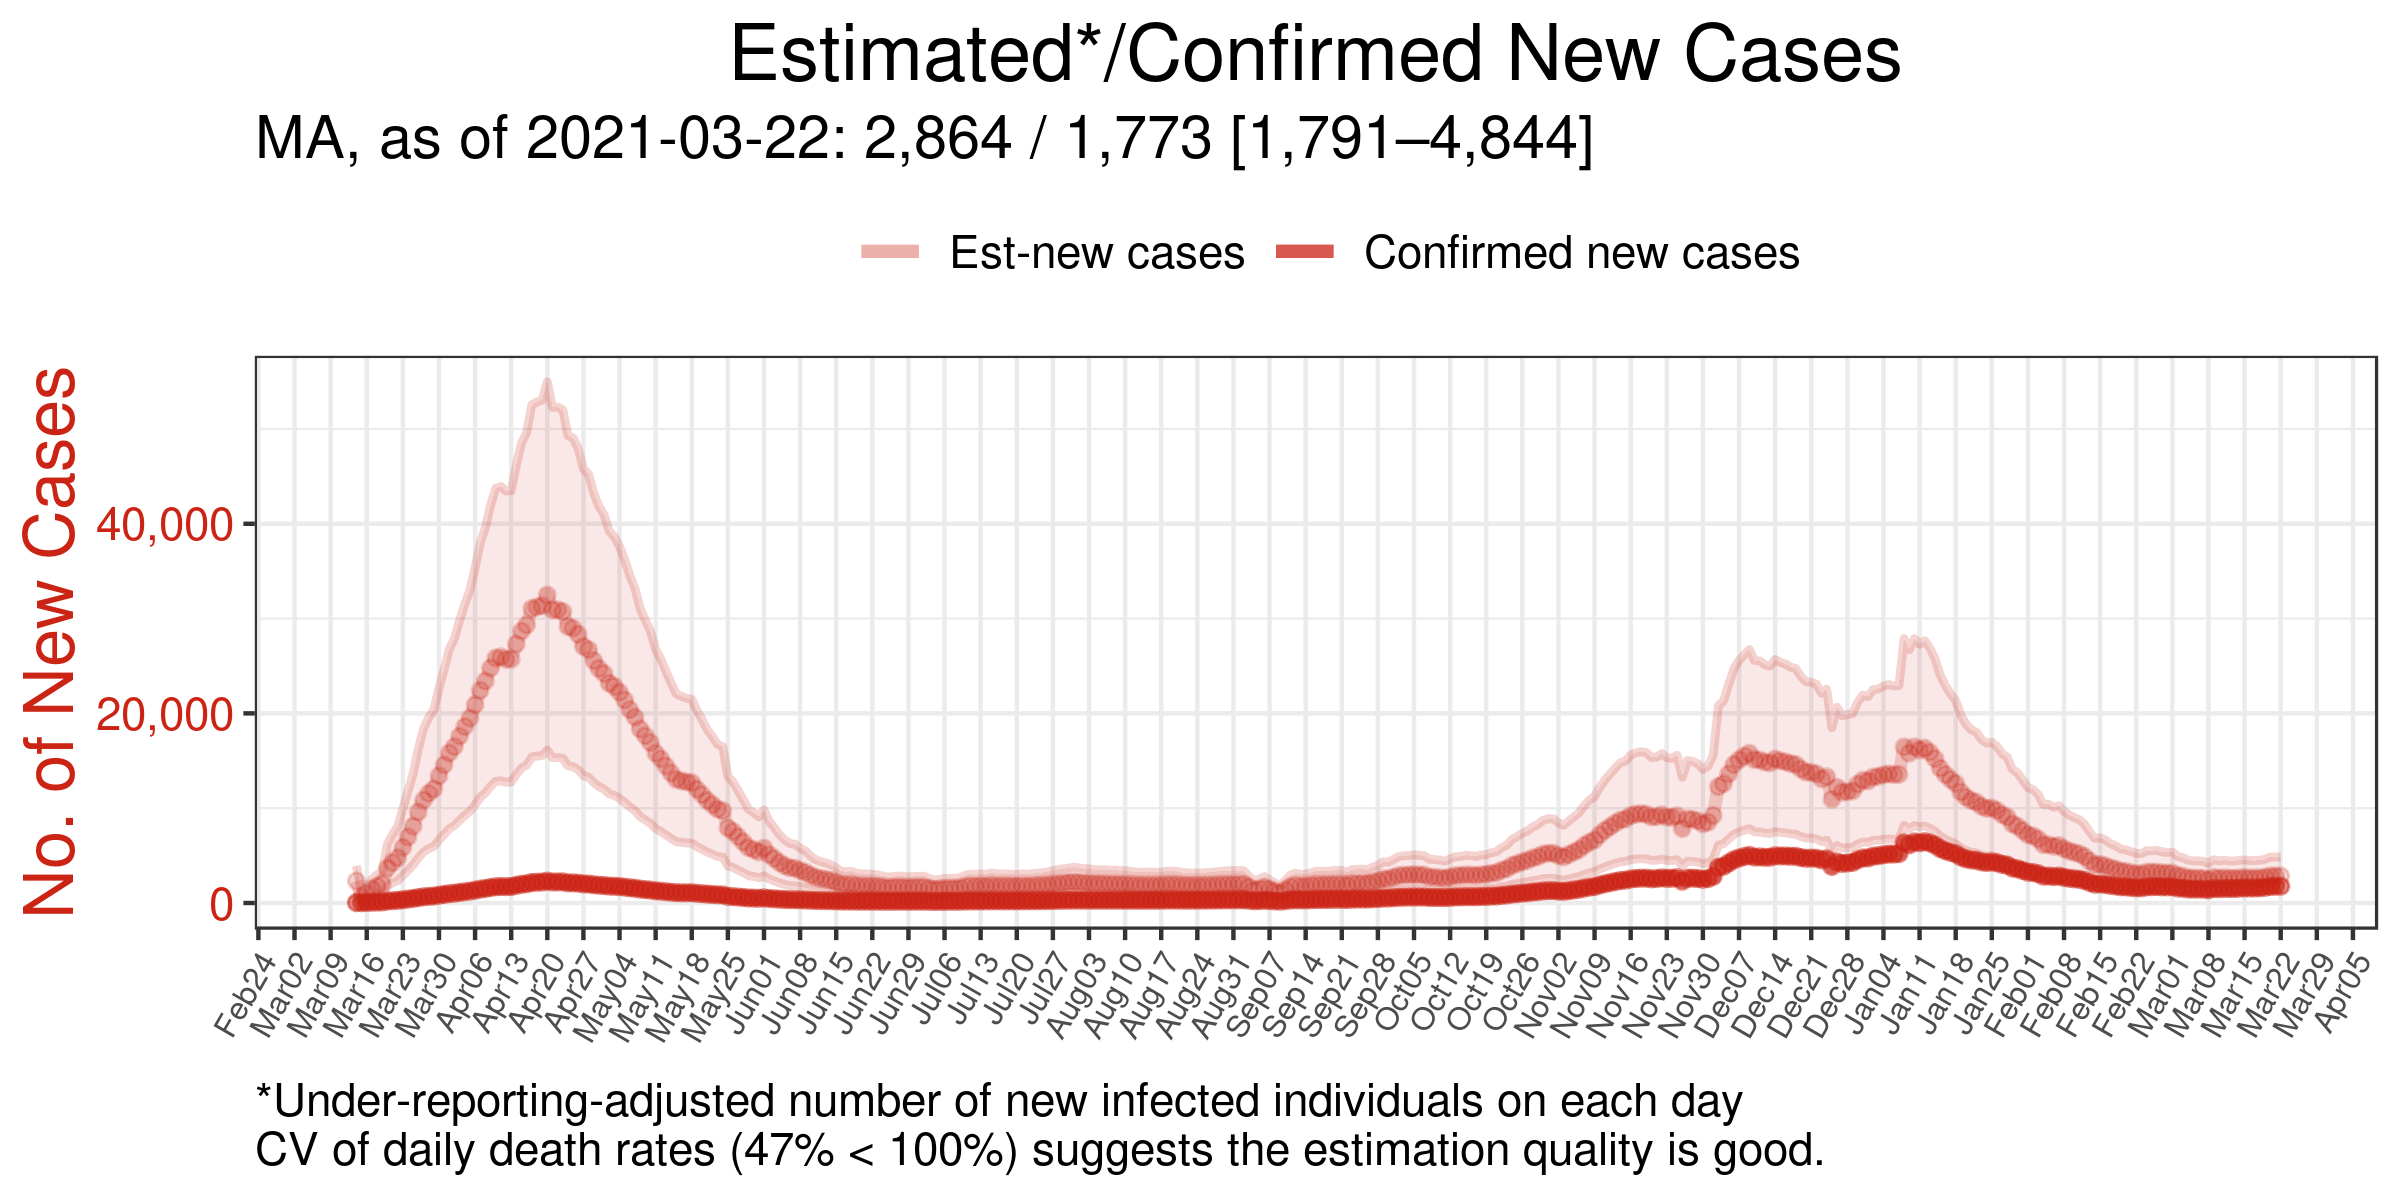 Estimated*/Confirmed New Cases
MA, as of 2021-03-22: 2,864 / 1,773 [1,791–4,844]
Est-new cases
Confirmed new cases
No. of New Cases
40,000
20,000
0
Feb24
Mar02
Mar09
Mar16
Mar23
Mar30
Apr06
Apr13
Apr20
Apr27
May04
May11
May18
May25
Jun01
Jun08
Jun15
Jun22
Jun29
Jul06
Jul13
Jul20
Jul27
Aug03
Aug10
Aug17
Aug24
Aug31
Sep07
Sep14
Sep21
Sep28
Oct05
Oct12
Oct19
Oct26
Nov02
Nov09
Nov16
Nov23
Nov30
Dec07
Dec14
Dec21
Dec28
Jan04
Jan11
Jan18
Jan25
Feb01
Feb08
Feb15
Feb22
Mar01
Mar08
Mar15
Mar22
Mar29
Apr05
*Under-reporting-adjusted number of new infected individuals on each day
CV of daily death rates (47% < 100%) suggests the estimation quality is good.